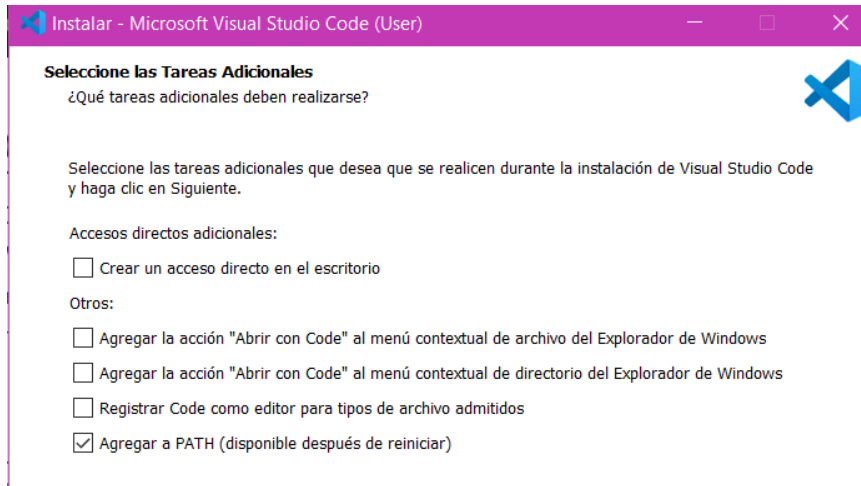 Instalar - Microsoft Visual Studio Code (User)
Seleccione las Tareas Adicionales
¿Qué tareas adicionales deben realizarse?
Seleccione las tareas adicionales que desea que se realicen durante la instalación de Visual Studio Code
y haga clic en Siguiente.
Accesos directos adicionales:
Crear un acceso directo en el escritorio
Otros:
Agregar la acción "Abrir con Code" al menú contextual de archivo del Explorador de Windows
Agregar la acción "Abrir con Code" al menú contextual de directorio del Explorador de Windows
Registrar Code como editor para tipos de archivo admitidos
Agregar a PATH (disponible después de reiniciar)